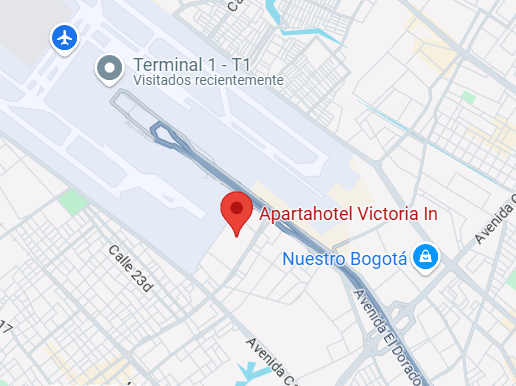 Ca
Terminal 1 - T1
Visitados recientemente
Apartahotel Victoria In
Nuestro Bogotá
Avenida C
Calle 23d
Avenida El Dorado
17
Avenida Ca